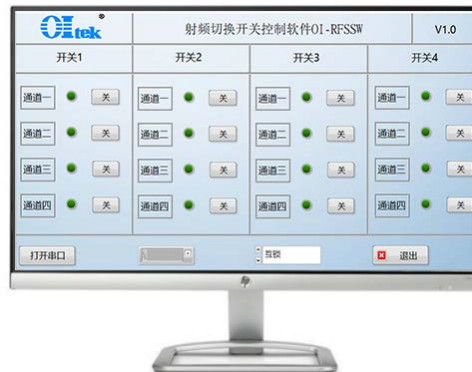 OItek® 射频切换开关控制软件OI-RFSSW V1.0
开关1 开关2 开关3 开关4
通道一 关 通道一 关 通道一 关 通道一 关
通道二 关 通道二 关 通道二 关 通道二 关
通道三 关 通道三 关 通道三 关 通道三 关
通道四 关 通道四 关 通道四 关 通道四 关
打开串口 互锁 退出
hp